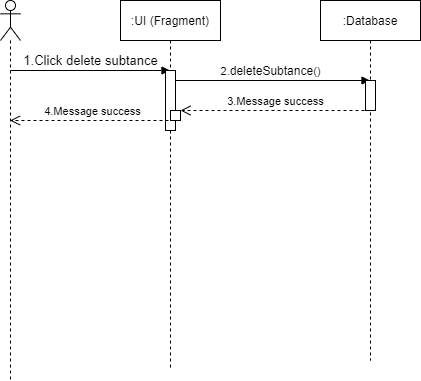 :UI (Fragment)
:Database
1.Click delete subtance
2.deleteSubtance()
3.Message success
4.Message success